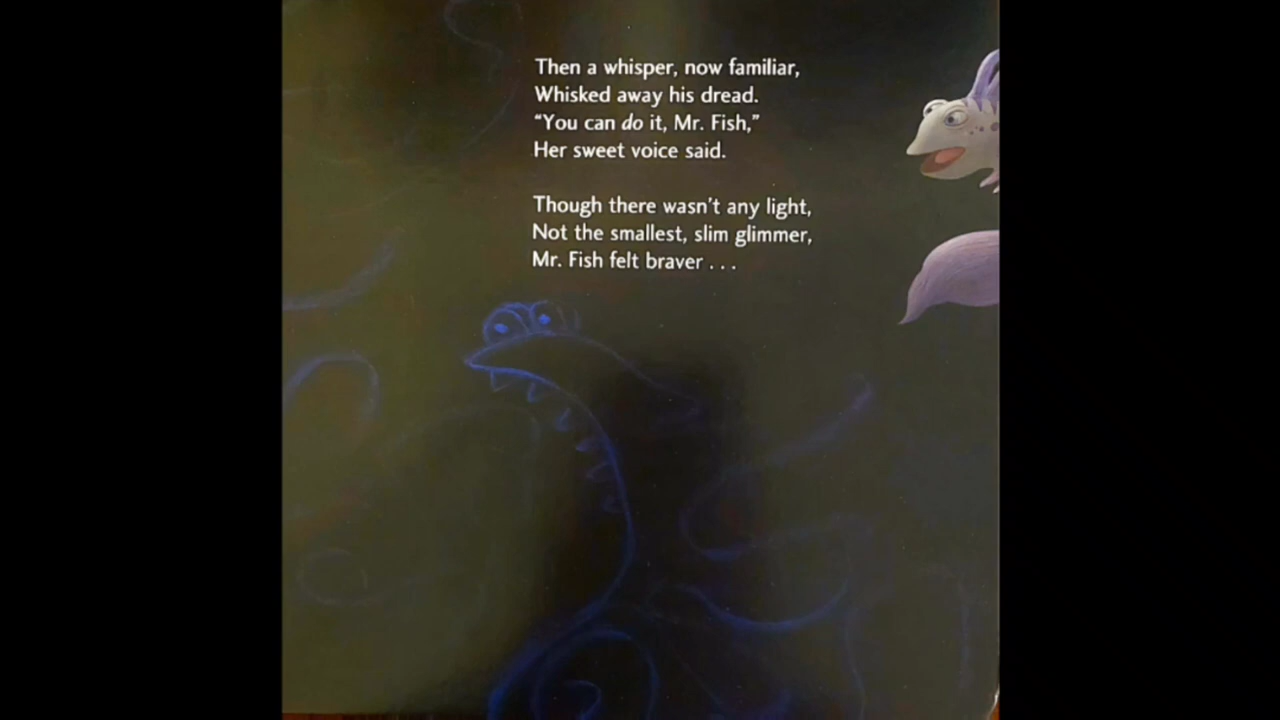 Then a whisper, now familiar,
Whisked away his dread.
“You can do it, Mr. Fish,”
Her sweet voice said.
Though there wasn't any light,
Not the smallest, slim glimmer,
Mr. Fish felt braver . . .